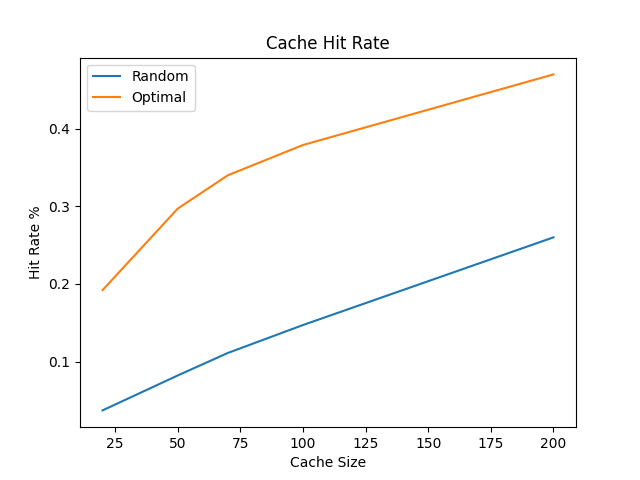 Cache Hit Rate
Random
Optimal
Hit Rate %
0.4
0.3
0.2
0.1
25 50 75 100 125 150 175 200
Cache Size